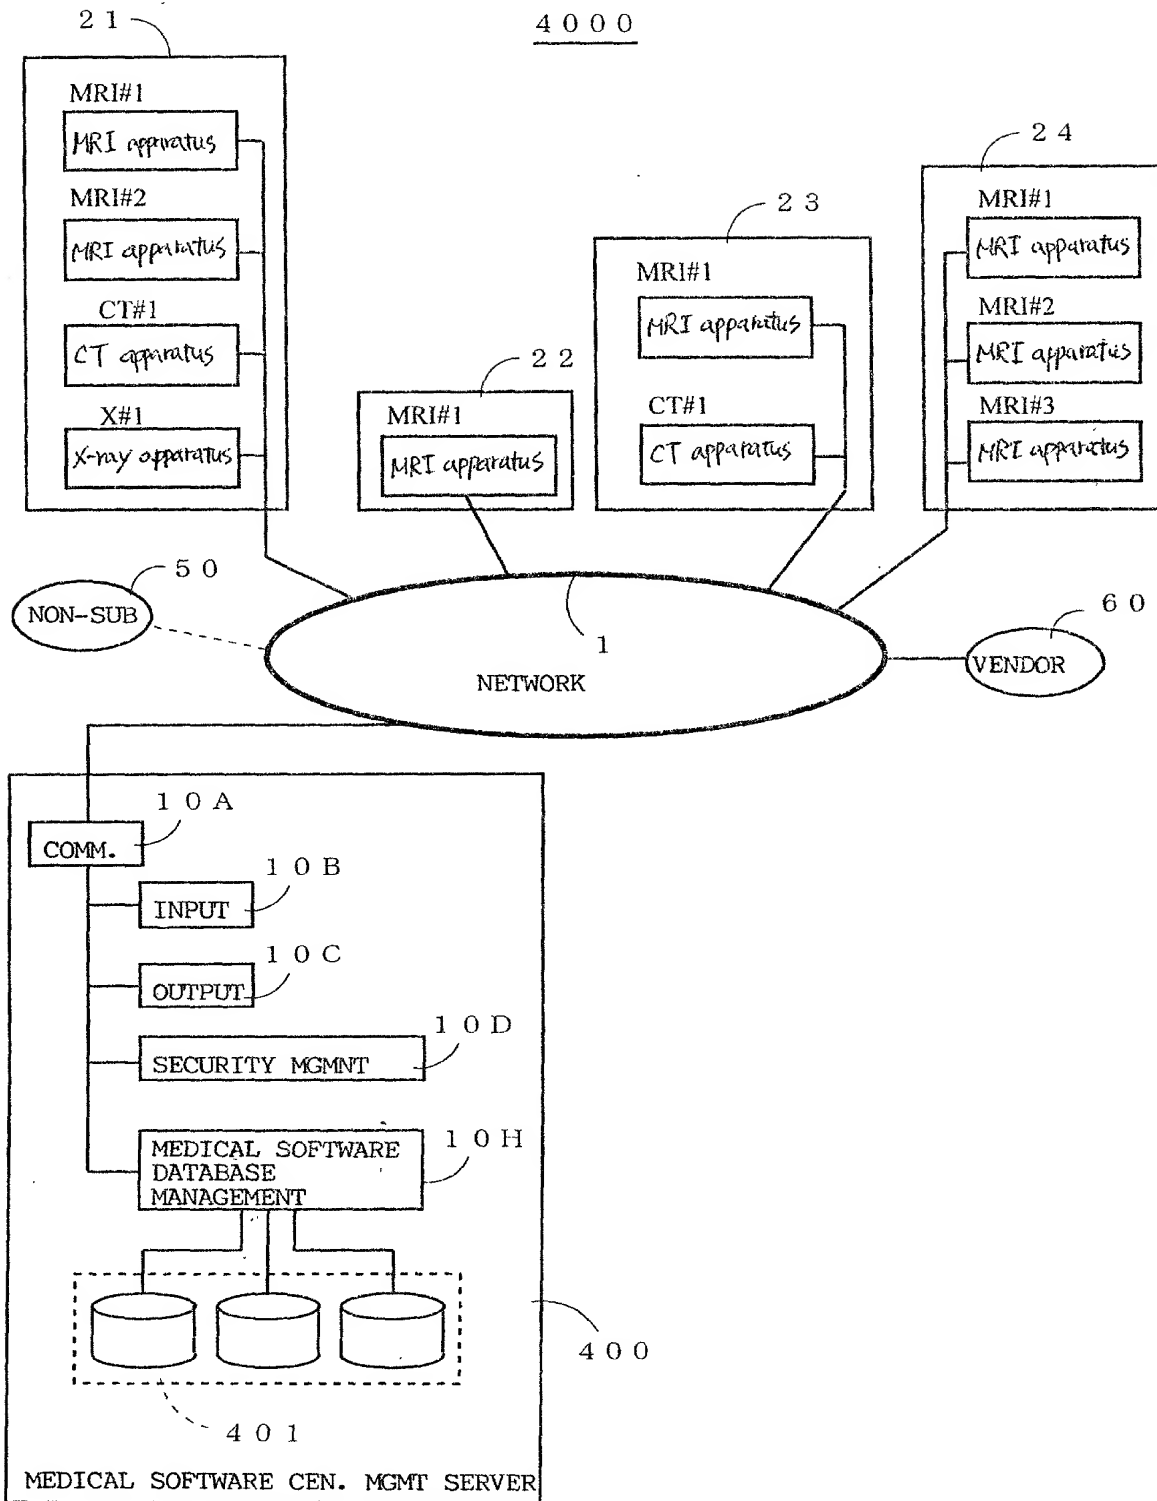 4000
21
MRI#1
MRI apparatus
MRI#2
MRI apparatus
CT#1
CT apparatus
X#1
X-ray apparatus
22
MRI#1
MRI apparatus
23
MRI#1
MRI apparatus
CT#1
CT apparatus
24
MRI#1
MRI apparatus
MRI#2
MRI apparatus
MRI#3
MRI apparatus
50
NON-SUB
1
NETWORK
60
VENDOR
10A
COMM.
10B
INPUT
10C
OUTPUT
10D
SECURITY MGMNT
10H
MEDICAL SOFTWARE
DATABASE
MANAGEMENT
400
401
MEDICAL SOFTWARE CEN. MGMT SERVER